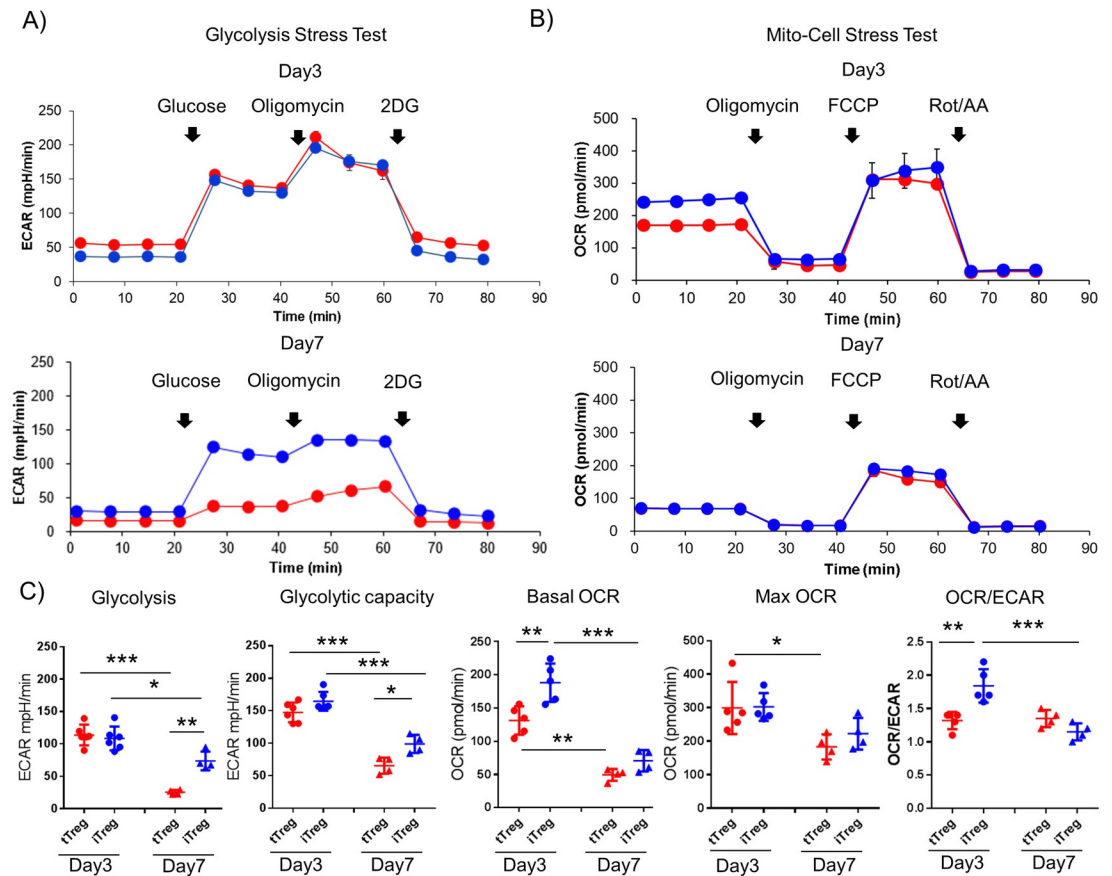 A)
Glycolysis Stress Test
Day3
Glucose Oligomycin 2DG
ECAR (mpH/min)
250
200
150
100
50
0
0 10 20 30 40 50 60 70 80 90
Time (min)
Day7
Glucose Oligomycin 2DG
ECAR (mpH/min)
250
200
150
100
50
0
0 10 20 30 40 50 60 70 80 90
Time (min)
B)
Mito-Cell Stress Test
Day3
Oligomycin FCCP Rot/AA
OCR (pmol/min)
500
400
300
200
100
0
0 10 20 30 40 50 60 70 80 90
Time (min)
Day7
Oligomycin FCCP Rot/AA
OCR (pmol/min)
500
400
300
200
100
0
0 10 20 30 40 50 60 70 80 90
Time (min)
C)
Glycolysis
ECAR mpH/min
200
150
100
50
0
***
*
**
tTreg iTreg tTreg iTreg
Day3 Day7
Glycolytic capacity
ECAR mpH/min
250
200
150
100
50
0
***
***
*
tTreg iTreg tTreg iTreg
Day3 Day7
Basal OCR
OCR (pmol/min)
250
200
150
100
50
0
** ***
**
tTreg iTreg tTreg iTreg
Day3 Day7
Max OCR
OCR (pmol/min)
500
400
300
200
100
0
*
tTreg iTreg tTreg iTreg
Day3 Day7
OCR/ECAR
OCR/ECAR
2.5
2.0
1.5
1.0
0.5
0.0
** ***
tTreg iTreg tTreg iTreg
Day3 Day7